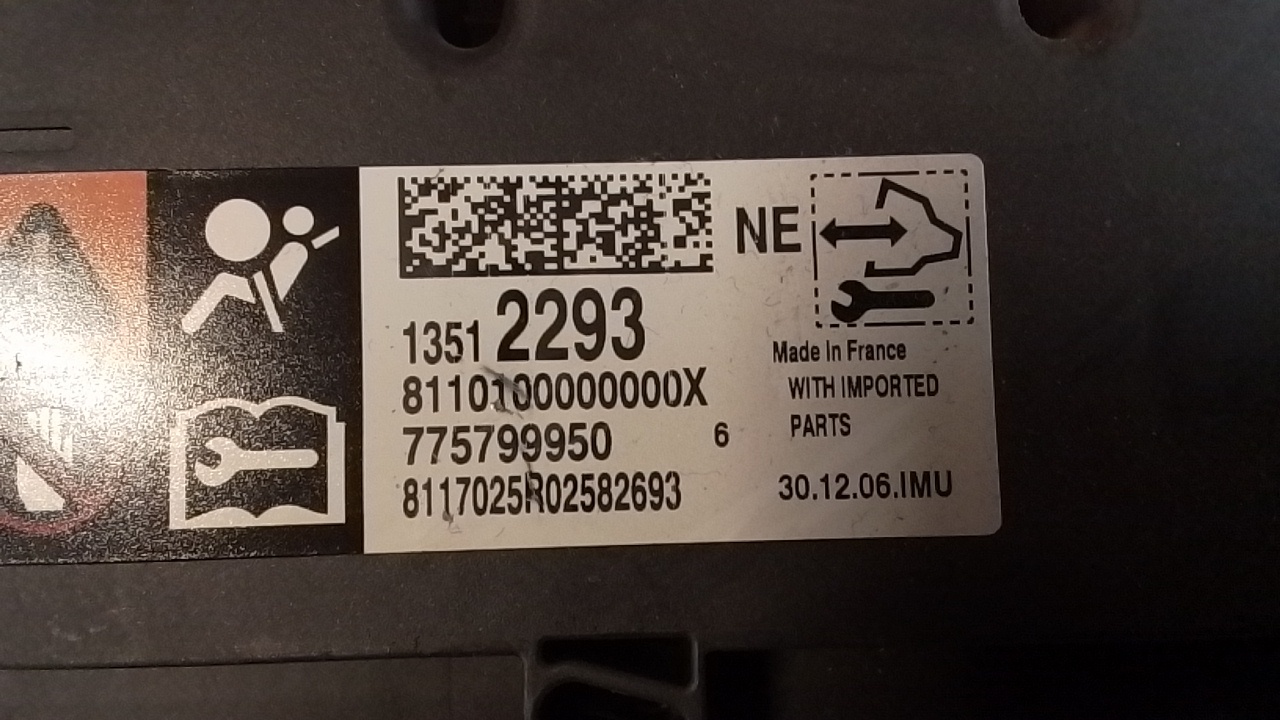 NE
1351 2293
8110100000000X
775799950 6
8117025R02582693
Made In France
WITH IMPORTED
PARTS
30.12.06.IMU